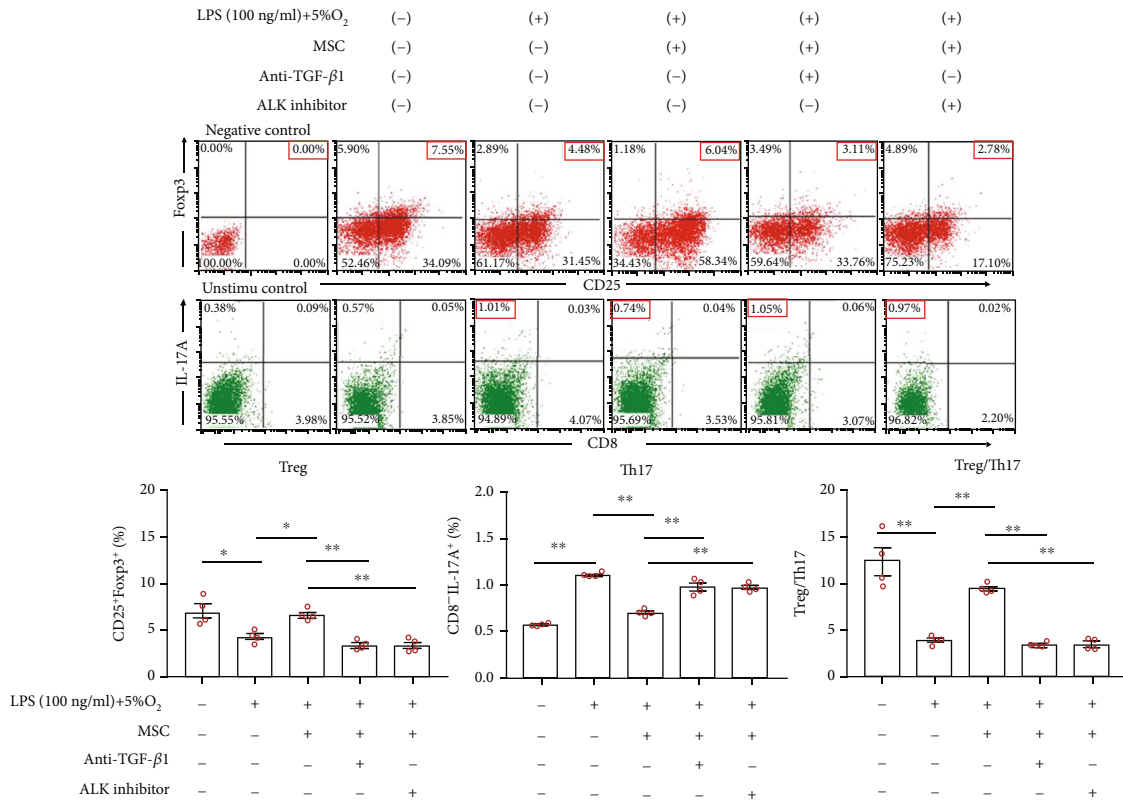 LPS (100 ng/ml)+5%O₂ (−) (+) (+) (+) (+)
MSC (−) (−) (+) (+) (+)
Anti-TGF-β1 (−) (−) (−) (+) (−)
ALK inhibitor (−) (−) (−) (−) (+)
Negative control
0.00% 0.00% 5.90% 7.55% 2.89% 4.48% 1.18% 6.04% 3.49% 3.11% 4.89% 2.78%
Foxp3
100.00% 0.00% 52.46% 34.09% 61.17% 31.45% 34.43% 58.34% 59.64% 33.76% 75.23% 17.10%
CD25
Unstimu control
0.38% 0.09% 0.57% 0.05% 1.01% 0.03% 0.74% 0.04% 1.05% 0.06% 0.97% 0.02%
IL-17A
95.55% 3.98% 95.52% 3.85% 94.89% 4.07% 95.69% 3.53% 95.81% 3.07% 96.82% 2.20%
CD8
Treg
CD25⁺Foxp3⁺ (%)
20
15
10
5
0
* * ** **
Th17
CD8⁻IL-17A⁺ (%)
2.0
1.5
1.0
0.5
0.0
** ** ** **
Treg/Th17
Treg/Th17
20
15
10
5
0
** ** ** **
LPS (100 ng/ml)+5%O₂ − + + + + − + + + + − + + + +
MSC − − + + + − − + + + − − + + +
Anti-TGF-β1 − − − + − − − − + − − − − + −
ALK inhibitor − − − − + − − − − + − − − − +